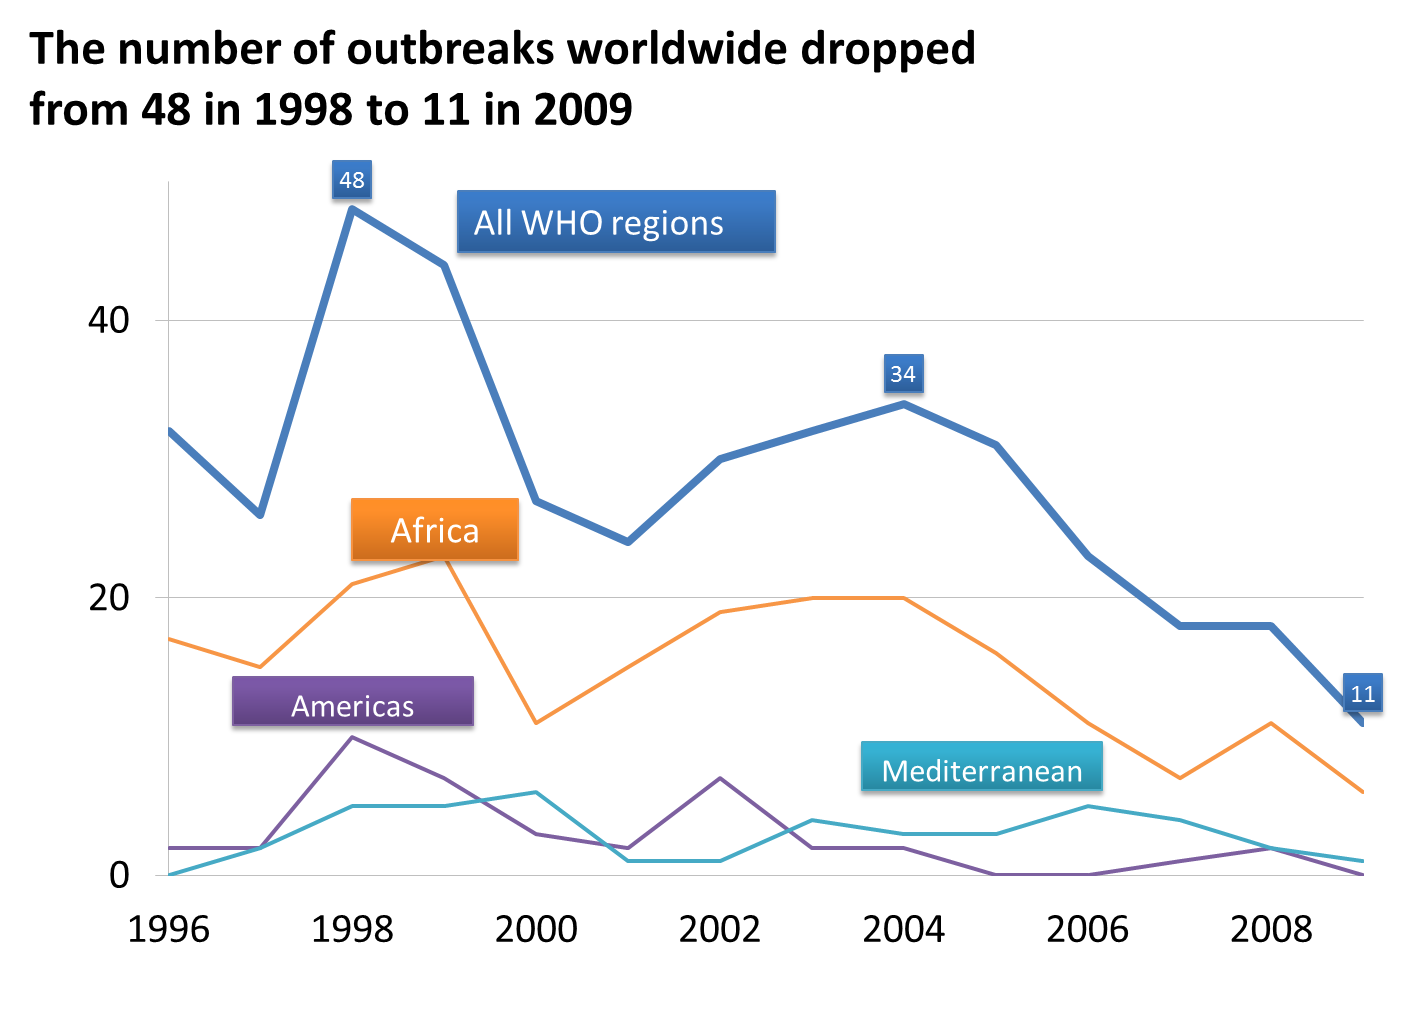 The number of outbreaks worldwide dropped
from 48 in 1998 to 11 in 2009
48
All WHO regions
40
34
Africa
20
11
Americas
Mediterranean
0
1996 1998 2000 2002 2004 2006 2008